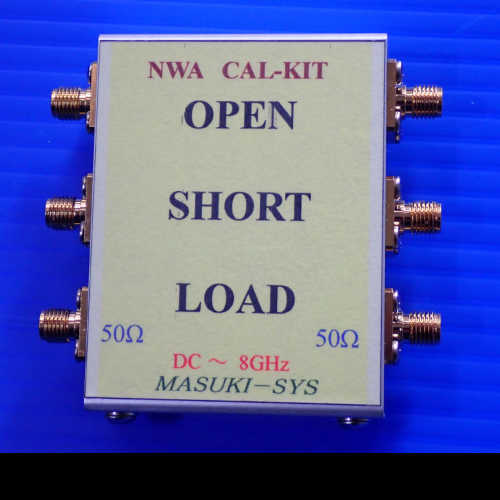 NWA CAL-KIT
OPEN
SHORT
LOAD
50Ω 50Ω
DC ～ 8GHz
MASUKI-SYS